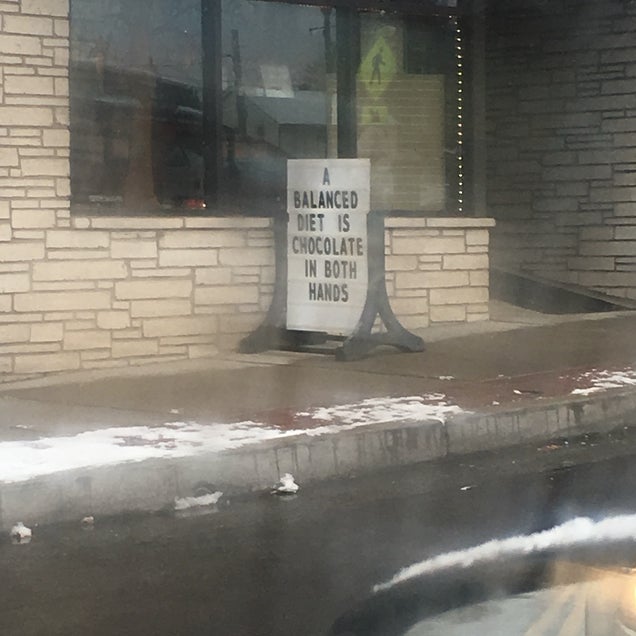 A
BALANCED
DIET IS
CHOCOLATE
IN BOTH
HANDS